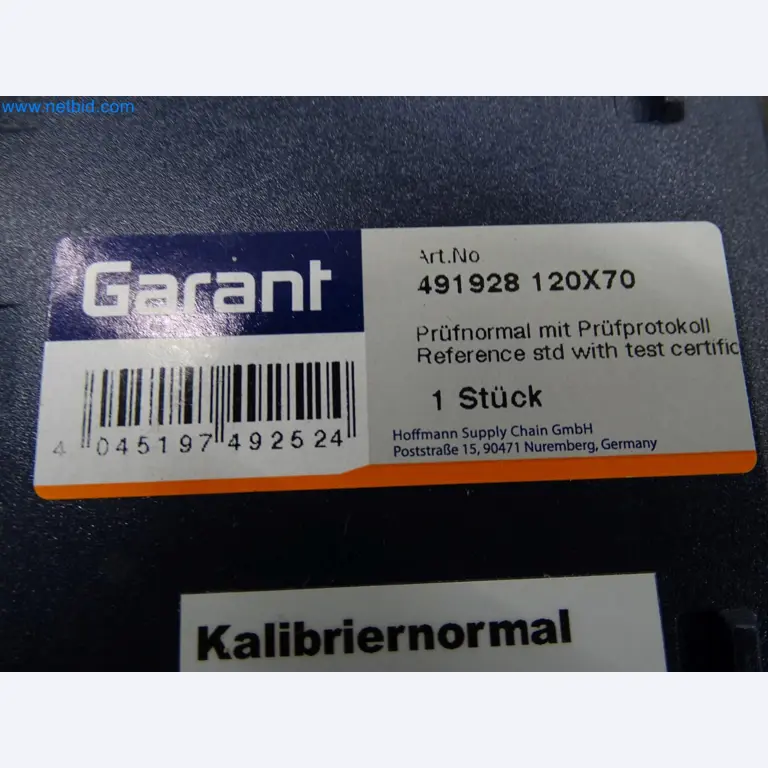 www.netbid.com
Garant
Art.No
491928 120X70
Prüfnormal mit Prüfprotokoll
Reference std with test certific
1 Stück
4 045197 492524
Hoffmann Supply Chain GmbH
Poststraße 15, 90471 Nuremberg, Germany
Kalibriernormal